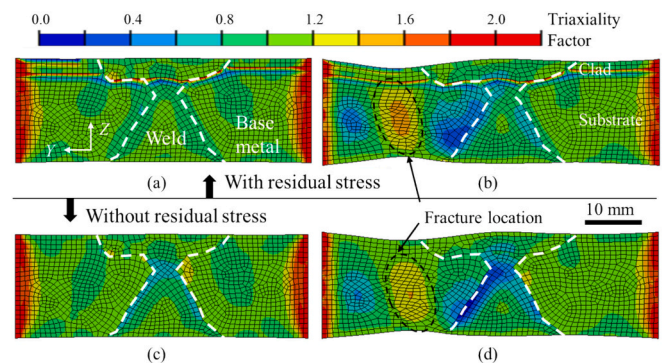 0.0 0.4 0.8 1.2 1.6 2.0 Triaxiality
Factor
Clad
Z
Y
Weld
Base
metal
Substrate
(a) (b)
With residual stress
Without residual stress
Fracture location
10 mm
(c) (d)